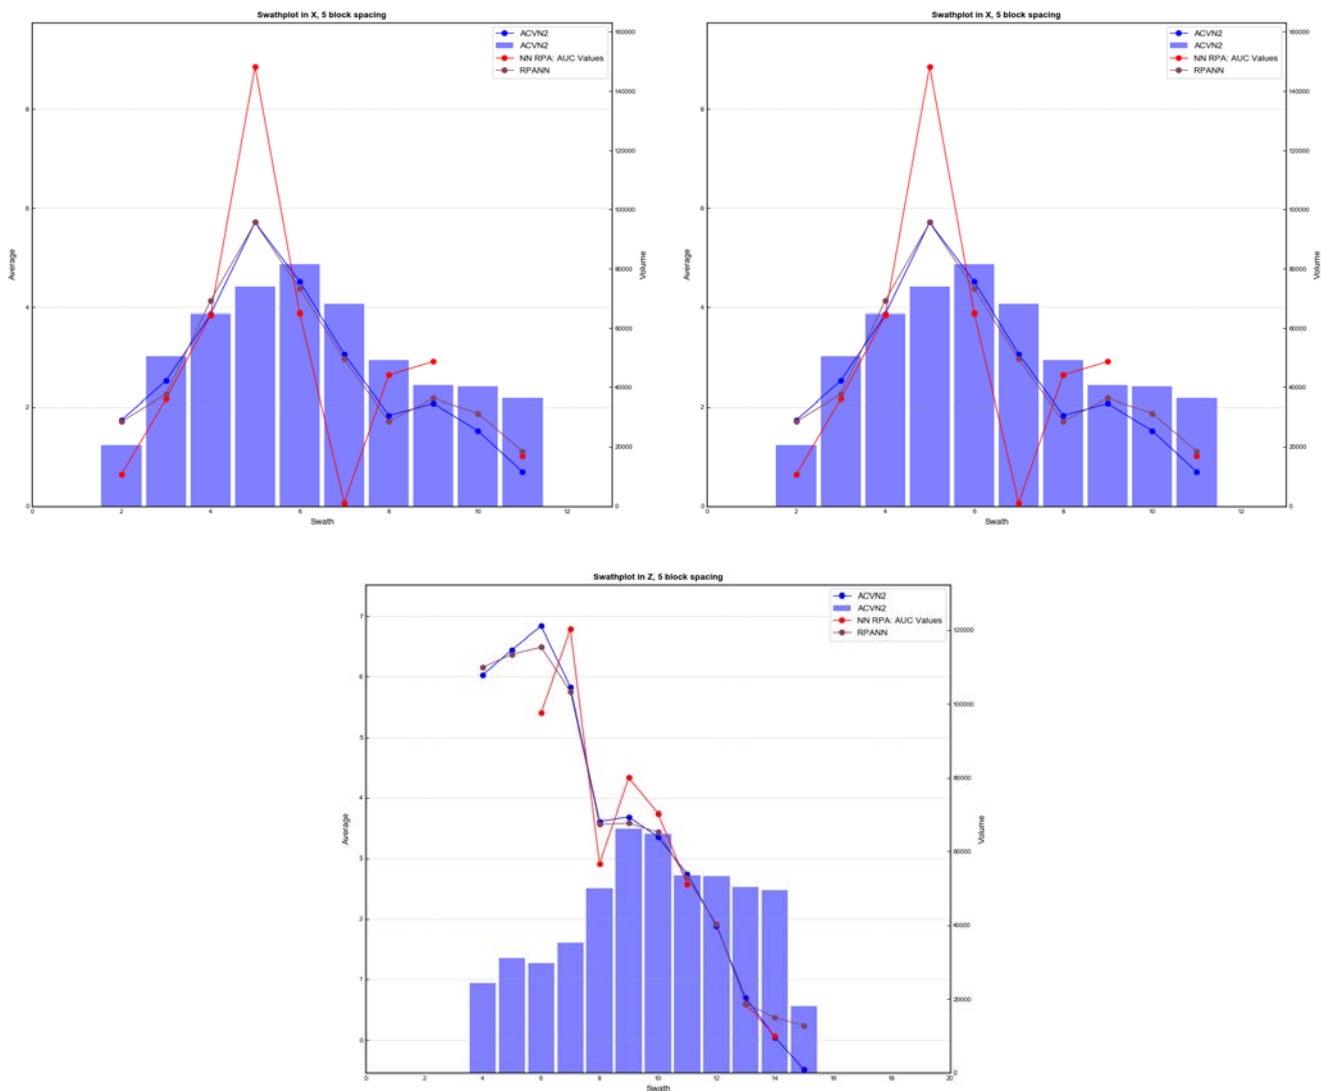 Swathplot in X, 5 block spacing
ACVN2
ACVN2
NN RPA: AUC Values
RPANN
Average
8
6
4
2
0
160000
140000
120000
100000
80000
60000
40000
20000
0
Volume
0 2 4 6 8 10 12
Swath
Swathplot in X, 5 block spacing
ACVN2
ACVN2
NN RPA: AUC Values
RPANN
Average
8
6
4
2
0
160000
140000
120000
100000
80000
60000
40000
20000
0
Volume
0 2 4 6 8 10 12
Swath
Swathplot in Z, 5 block spacing
ACVN2
ACVN2
NN RPA: AUC Values
RPANN
Average
7
6
5
4
3
2
1
0
120000
100000
80000
60000
40000
20000
0
Volume
0 2 4 6 8 10 12 14 16 18 20
Swath